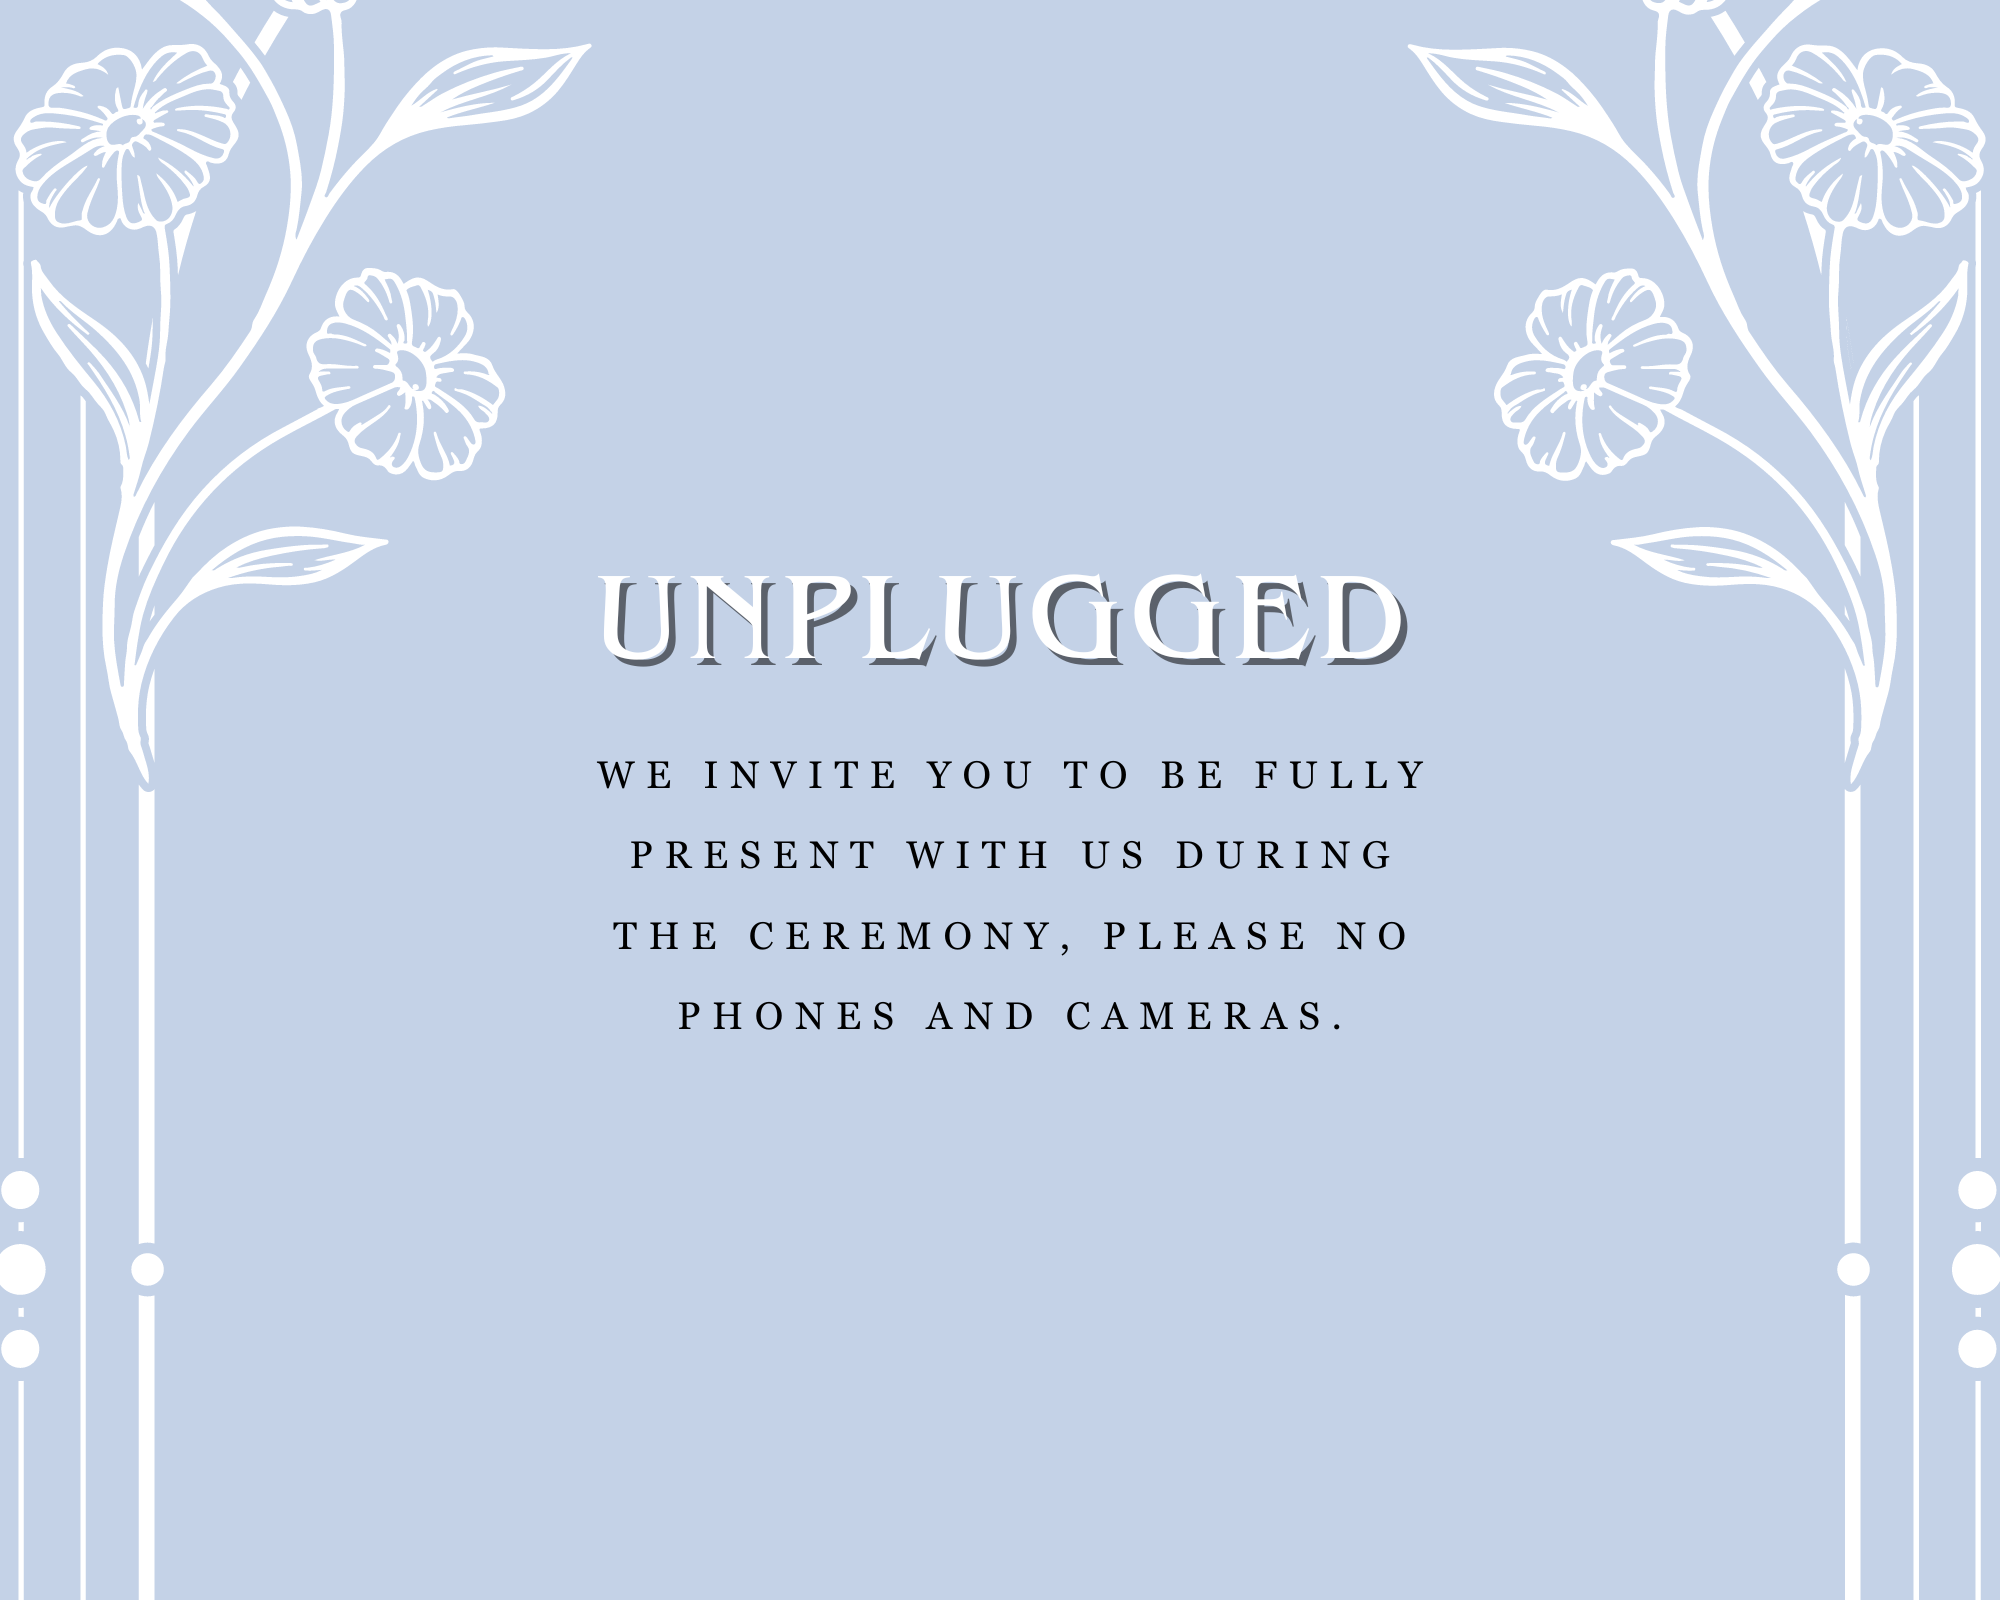 UNPLUGGED
WE INVITE YOU TO BE FULLY
PRESENT WITH US DURING
THE CEREMONY, PLEASE NO
PHONES AND CAMERAS.